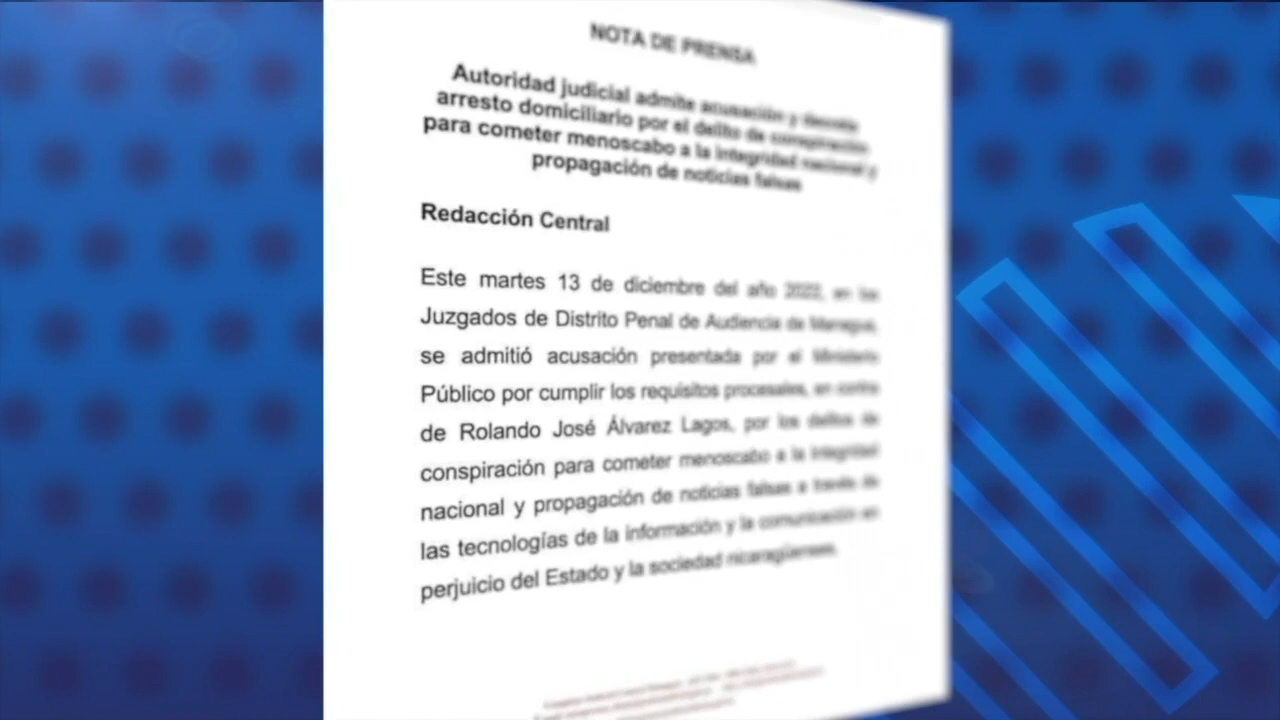 NOTA DE PRENSA
Autoridad judicial admite acusación y decreta
arresto domiciliario por el delito de conspiración
para cometer menoscabo a la integridad nacional y
propagación de noticias falsas
Redacción Central
Este martes 13 de diciembre del año 2022, en los
Juzgados de Distrito Penal de Audiencia de Managua,
se admitió acusación presentada por el Ministerio
Público por cumplir los requisitos procesales, en contra
de Rolando José Álvarez Lagos, por los delitos de
conspiración para cometer menoscabo a la integridad
nacional y propagación de noticias falsas a través de
las tecnologías de la información y la comunicación en
perjuicio del Estado y la sociedad nicaragüenses.